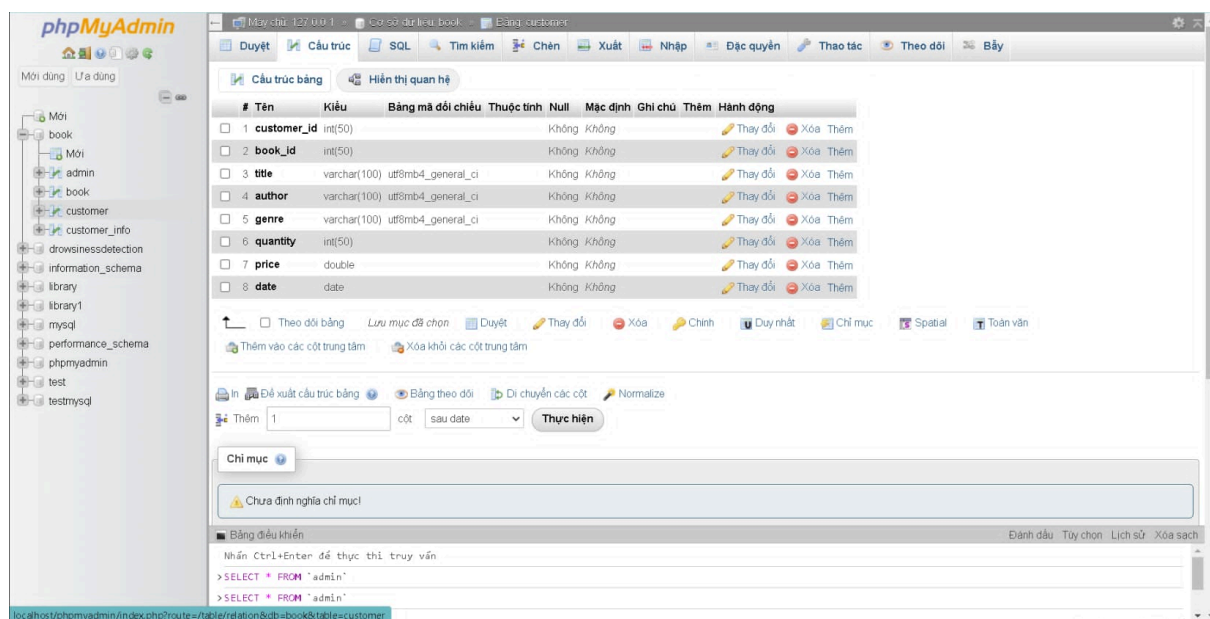 phpMyAdmin
Máy chủ: 127.0.0.1 » Cơ sở dữ liệu: book » Bảng: customer
Duyệt Cấu trúc SQL Tìm kiếm Chèn Xuất Nhập Đặc quyền Thao tác Theo dõi Bẫy
Mới dùng Ưa dùng
Cấu trúc bảng Hiển thị quan hệ
Mới
book
Mới
admin
book
customer
customer_info
drowsinessdetection
information_schema
library
library1
mysql
performance_schema
phpmyadmin
test
testmysql
# Tên Kiểu Bảng mã đối chiếu Thuộc tính Null Mặc định Ghi chú Thêm Hành động
1 customer_id int(50) Không Không Thay đổi Xóa Thêm
2 book_id int(50) Không Không Thay đổi Xóa Thêm
3 title varchar(100) utf8mb4_general_ci Không Không Thay đổi Xóa Thêm
4 author varchar(100) utf8mb4_general_ci Không Không Thay đổi Xóa Thêm
5 genre varchar(100) utf8mb4_general_ci Không Không Thay đổi Xóa Thêm
6 quantity int(50) Không Không Thay đổi Xóa Thêm
7 price double Không Không Thay đổi Xóa Thêm
8 date date Không Không Thay đổi Xóa Thêm
Theo dõi bảng Lưu mục đã chọn Duyệt Thay đổi Xóa Chính Duy nhất Chỉ mục Spatial Toàn văn
Thêm vào các cột trung tâm Xóa khỏi các cột trung tâm
In Đề xuất cấu trúc bảng Bảng theo dõi Di chuyển các cột Normalize
Thêm 1 cột sau date Thực hiện
Chỉ mục
Chưa định nghĩa chỉ mục!
Bảng điều khiển Đánh dấu Tùy chọn Lịch sử Xóa sạch
Nhấn Ctrl+Enter để thực thi truy vấn
>SELECT * FROM `admin`
>SELECT * FROM `admin`
localhost/phpmyadmin/index.php?route=/table/relation&db=book&table=customer